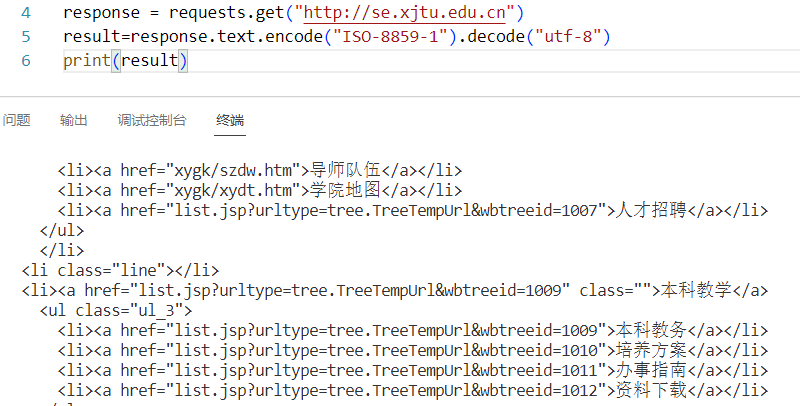 4 response = requests.get("http://se.xjtu.edu.cn")
5 result=response.text.encode("ISO-8859-1").decode("utf-8")
6 print(result)
问题 输出 调试控制台 终端
<li><a href="xygk/szdw.htm">导师队伍</a></li>
<li><a href="xygk/xydt.htm">学院地图</a></li>
<li><a href="list.jsp?urltype=tree.TreeTempUrl&wbtreeid=1007">人才招聘</a></li>
</ul>
</li>
<li class="line"></li>
<li><a href="list.jsp?urltype=tree.TreeTempUrl&wbtreeid=1009" class="">本科教学</a>
<ul class="ul_3">
<li><a href="list.jsp?urltype=tree.TreeTempUrl&wbtreeid=1009">本科教务</a></li>
<li><a href="list.jsp?urltype=tree.TreeTempUrl&wbtreeid=1010">培养方案</a></li>
<li><a href="list.jsp?urltype=tree.TreeTempUrl&wbtreeid=1011">办事指南</a></li>
<li><a href="list.jsp?urltype=tree.TreeTempUrl&wbtreeid=1012">资料下载</a></li>